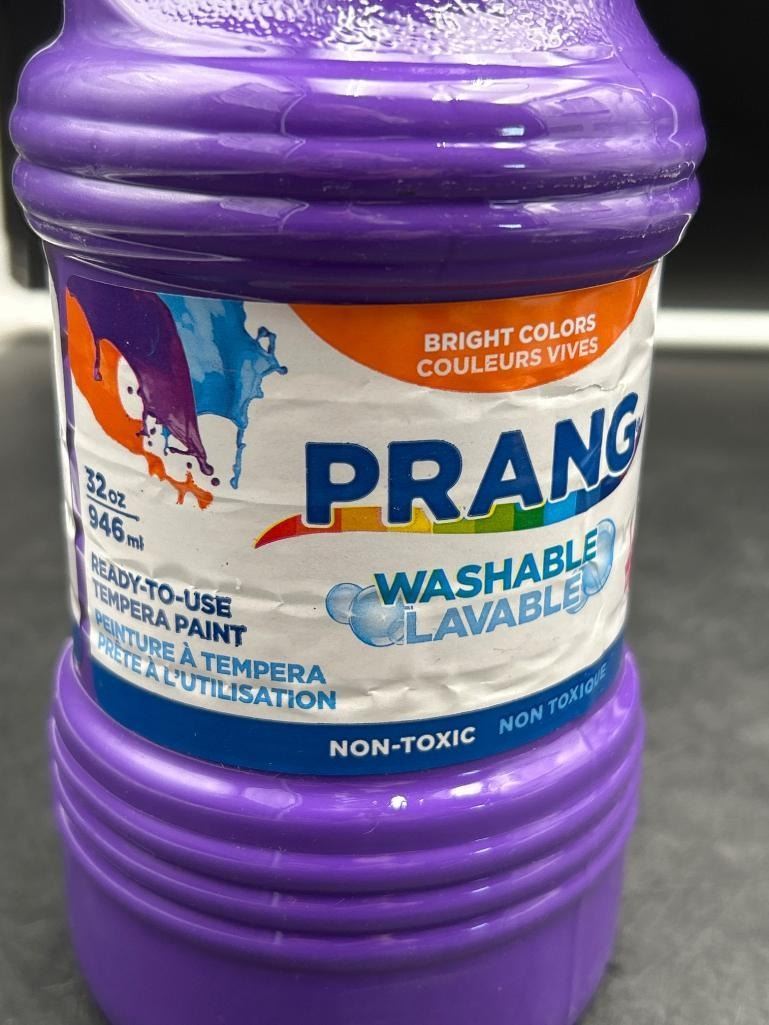 BRIGHT COLORS
COULEURS VIVES
PRANG
32 oz
946 ml
WASHABLE
LAVABLE
READY-TO-USE
TEMPERA PAINT
PEINTURE À TEMPERA
PRÊTE À L'UTILISATION
NON-TOXIC NON TOXIQUE